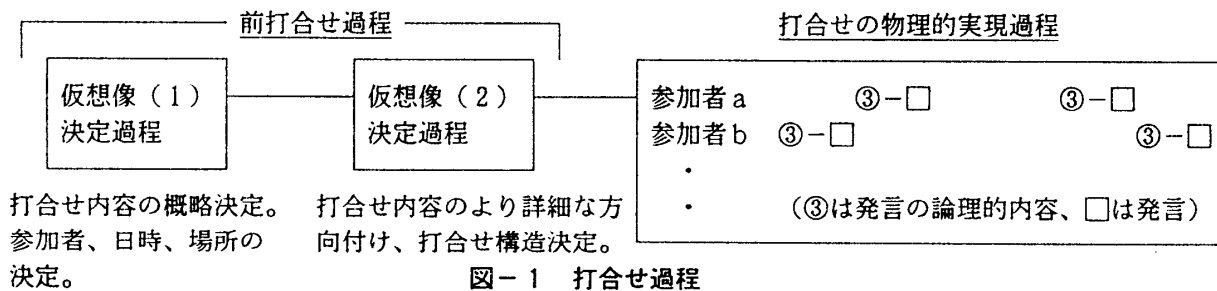 前打合せ過程
打合せの物理的実現過程
仮想像(1)
決定過程
仮想像(2)
決定過程
参加者a ③-□ ③-□
参加者b ③-□ ③-□
・
・ (③は発言の論理的内容、□は発言)
打合せ内容の概略決定。
参加者、日時、場所の
決定。
打合せ内容のより詳細な方
向付け、打合せ構造決定。
図-1 打合せ過程